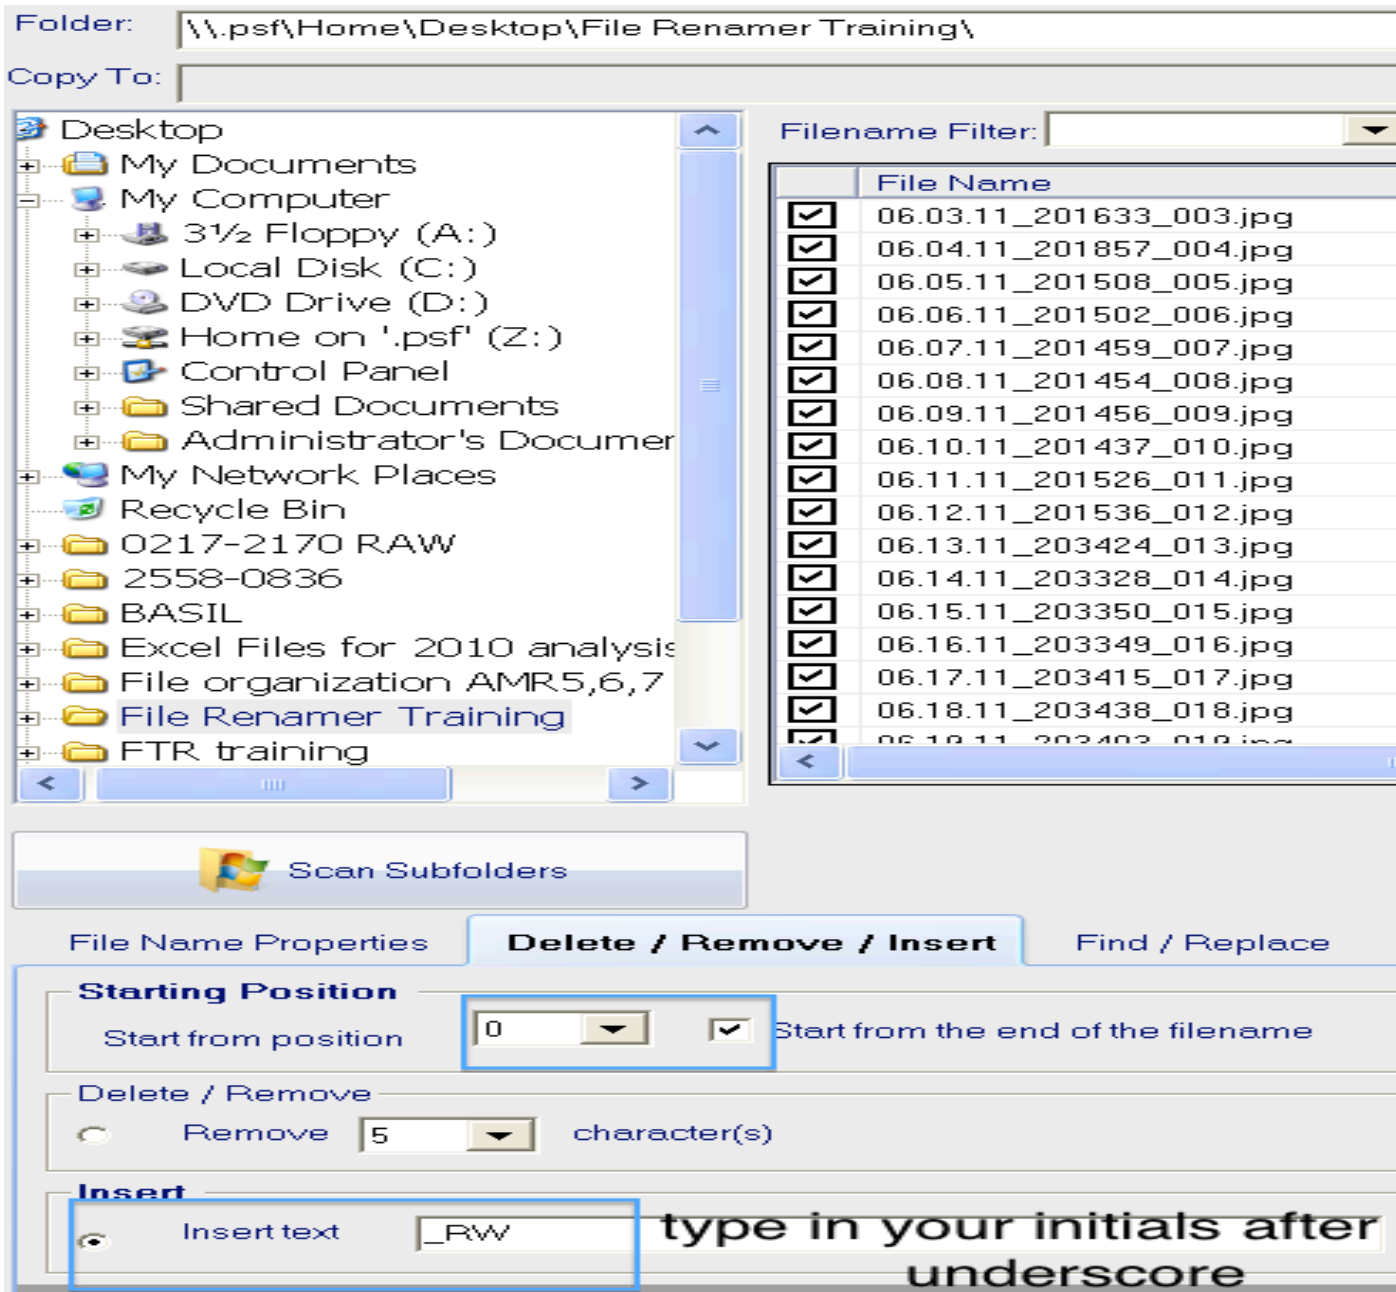 Folder: \\.psf\Home\Desktop\File Renamer Training\
Copy To:
Desktop
My Documents
My Computer
3½ Floppy (A:)
Local Disk (C:)
DVD Drive (D:)
Home on '.psf' (Z:)
Control Panel
Shared Documents
Administrator's Documer
My Network Places
Recycle Bin
0217-2170 RAW
2558-0836
BASIL
Excel Files for 2010 analysis
File organization AMR5,6,7
File Renamer Training
FTR training
Filename Filter:
File Name
06.03.11_201633_003.jpg
06.04.11_201857_004.jpg
06.05.11_201508_005.jpg
06.06.11_201502_006.jpg
06.07.11_201459_007.jpg
06.08.11_201454_008.jpg
06.09.11_201456_009.jpg
06.10.11_201437_010.jpg
06.11.11_201526_011.jpg
06.12.11_201536_012.jpg
06.13.11_203424_013.jpg
06.14.11_203328_014.jpg
06.15.11_203350_015.jpg
06.16.11_203349_016.jpg
06.17.11_203415_017.jpg
06.18.11_203438_018.jpg
06.19.11_203403_019.jpg
Scan Subfolders
File Name Properties Delete / Remove / Insert Find / Replace
Starting Position
Start from position 0 Start from the end of the filename
Delete / Remove
Remove 5 character(s)
Insert
Insert text _RW type in your initials after
underscore